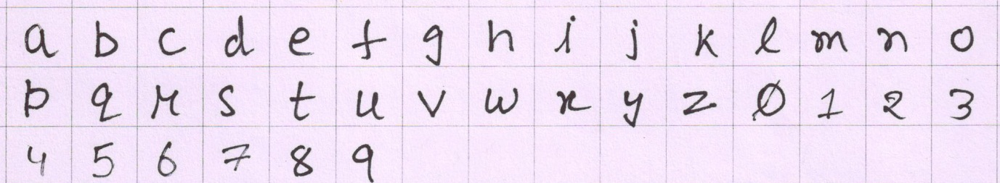 a b c d e f g h i j k l m n o
p q r s t u v w x y z 0 1 2 3
4 5 6 7 8 9